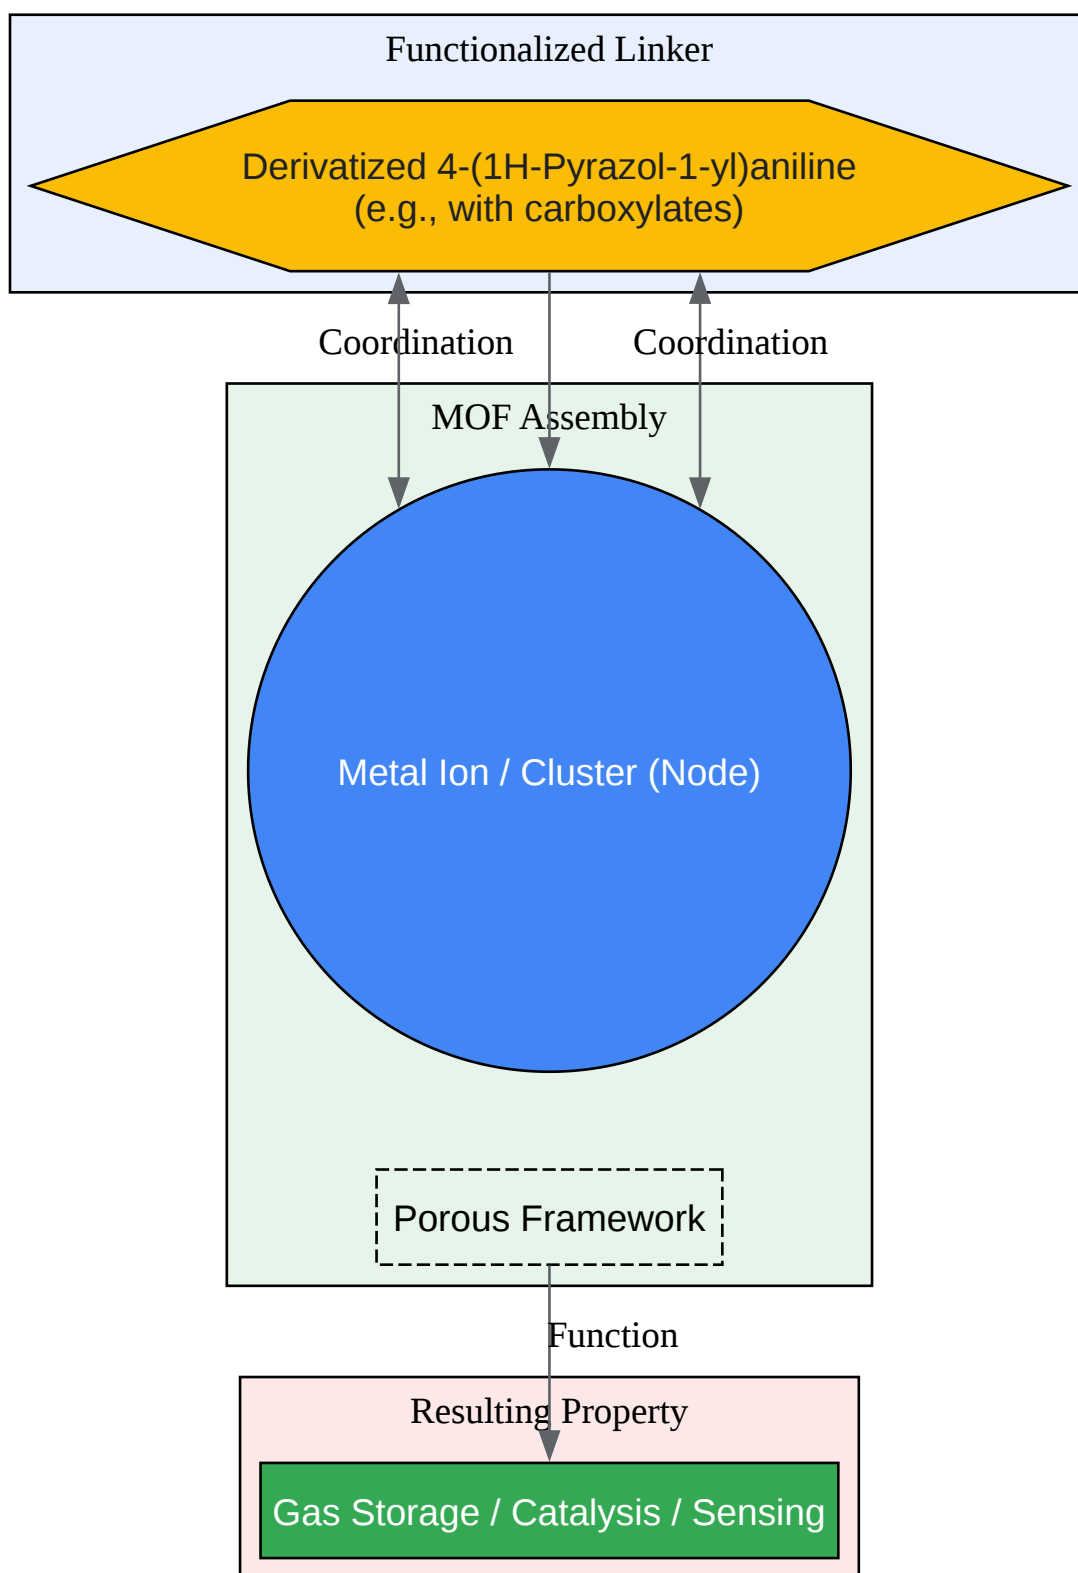 Functionalized Linker
Derivatized 4-(1H-Pyrazol-1-yl)aniline
(e.g., with carboxylates)
Coordination
Coordination
MOF Assembly
Metal Ion / Cluster (Node)
Porous Framework
Function
Resulting Property
Gas Storage / Catalysis / Sensing